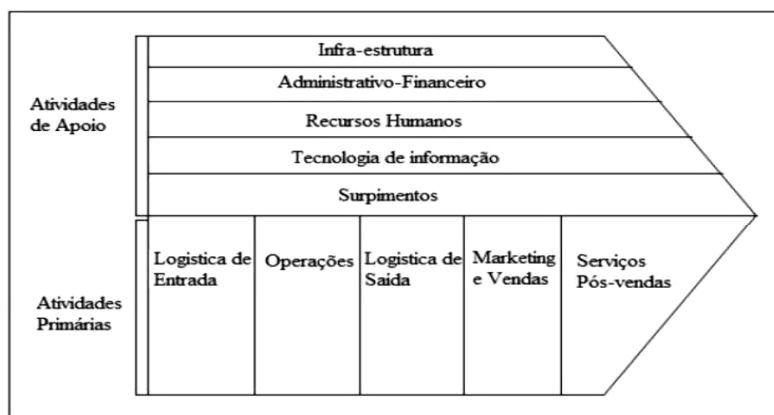 Infra-estrutura
Administrativo-Financeiro
Atividades
de Apoio
Recursos Humanos
Tecnologia de informação
Surpimentos
Logistica de
Entrada
Operações
Logistica de
Saída
Marketing
e Vendas
Serviços
Pós-vendas
Atividades
Primárias